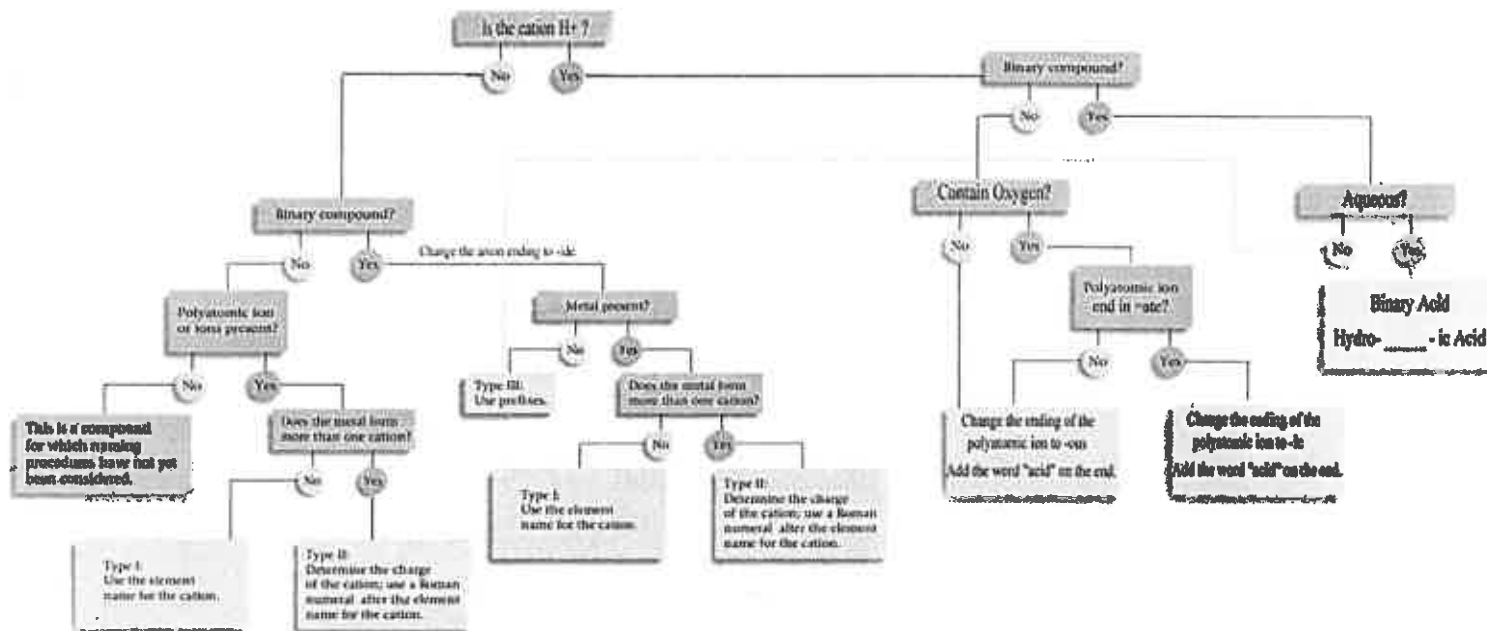 Is the cation H+ ?
No
Yes
Binary compound?
No
Yes
Contain Oxygen?
Aqueous?
Binary compound?
No
Yes
No
Yes
No
Yes
Change the anion ending to -ide
Polyatomic ion
or ions present?
Metal present?
Polyatomic ion
end in -ate?
Binary Acid
Hydro- ______ - ic Acid
No
Yes
No
Yes
No
Yes
Type III:
Use prefixes.
Does the metal form
more than one cation?
This is a compound
for which naming
procedures have not yet
been considered.
Does the metal form
more than one cation?
Change the ending of the
polyatomic ion to -ous
Add the word "acid" on the end.
Change the ending of the
polyatomic ion to -ic
Add the word "acid" on the end.
No
Yes
No
Yes
Type I:
Use the element
name for the cation.
Type II:
Determine the charge
of the cation; use a Roman
numeral after the element
name for the cation.
Type I:
Use the element
name for the cation.
Type II:
Determine the charge
of the cation; use a Roman
numeral after the element
name for the cation.